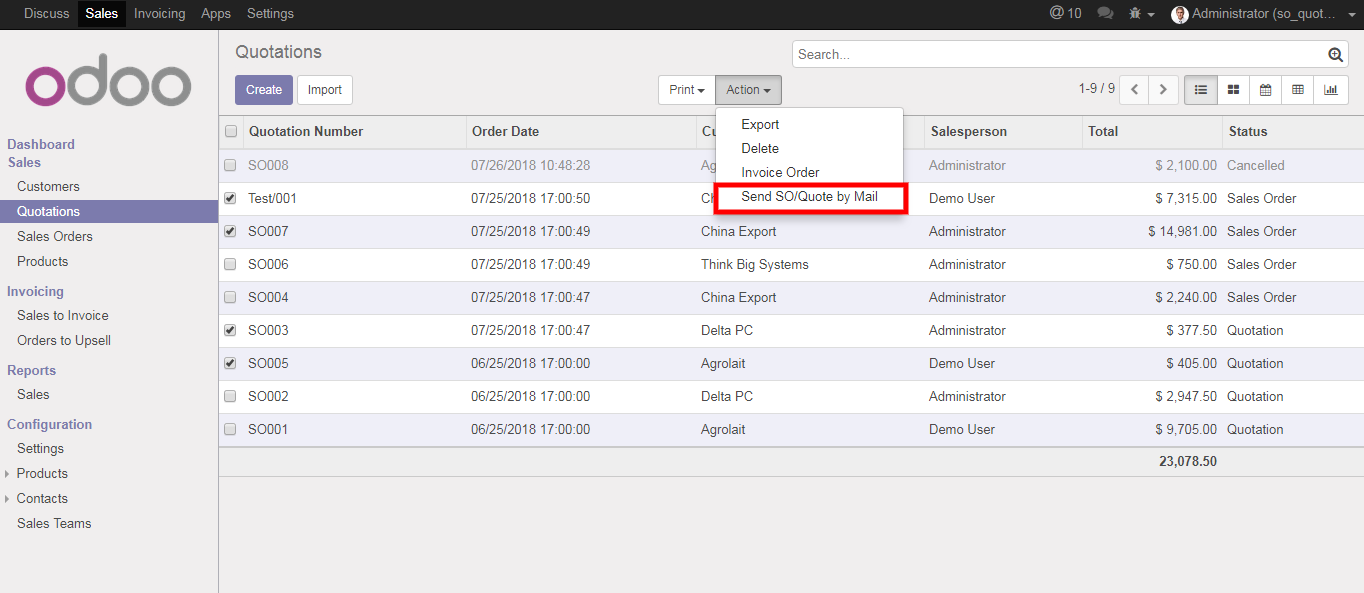 Discuss Sales Invoicing Apps Settings @ 10 Administrator (so_quot...
odoo
Dashboard
Sales
Customers
Quotations
Sales Orders
Products
Invoicing
Sales to Invoice
Orders to Upsell
Reports
Sales
Configuration
Settings
Products
Contacts
Sales Teams
Quotations
Search...
Create Import Print Action 1-9 / 9
Export
Delete
Invoice Order
Send SO/Quote by Mail
Quotation Number Order Date Cu Salesperson Total Status
SO008 07/26/2018 10:48:28 Ag Administrator $ 2,100.00 Cancelled
Test/001 07/25/2018 17:00:50 Ch Demo User $ 7,315.00 Sales Order
SO007 07/25/2018 17:00:49 China Export Administrator $ 14,981.00 Sales Order
SO006 07/25/2018 17:00:49 Think Big Systems Administrator $ 750.00 Sales Order
SO004 07/25/2018 17:00:47 China Export Administrator $ 2,240.00 Sales Order
SO003 07/25/2018 17:00:47 Delta PC Administrator $ 377.50 Quotation
SO005 06/25/2018 17:00:00 Agrolait Demo User $ 405.00 Quotation
SO002 06/25/2018 17:00:00 Delta PC Administrator $ 2,947.50 Quotation
SO001 06/25/2018 17:00:00 Agrolait Demo User $ 9,705.00 Quotation
23,078.50